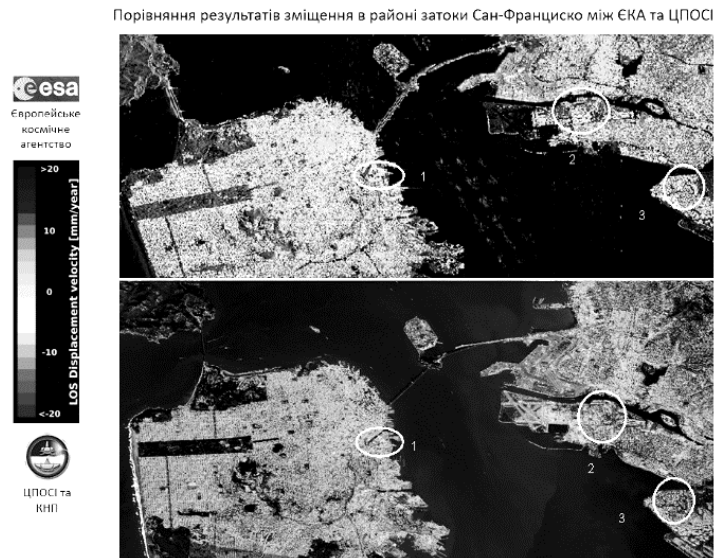 Порівняння результатів зміщення в районі затоки Сан-Франциско між ЄКА та ЦПОСІ
esa
Європейське
космічне
агентство
>20
10
0
-10
<-20
LOS Displacement velocity [mm/year]
ЦПОСІ та
КНП
1
2
3
1
2
3